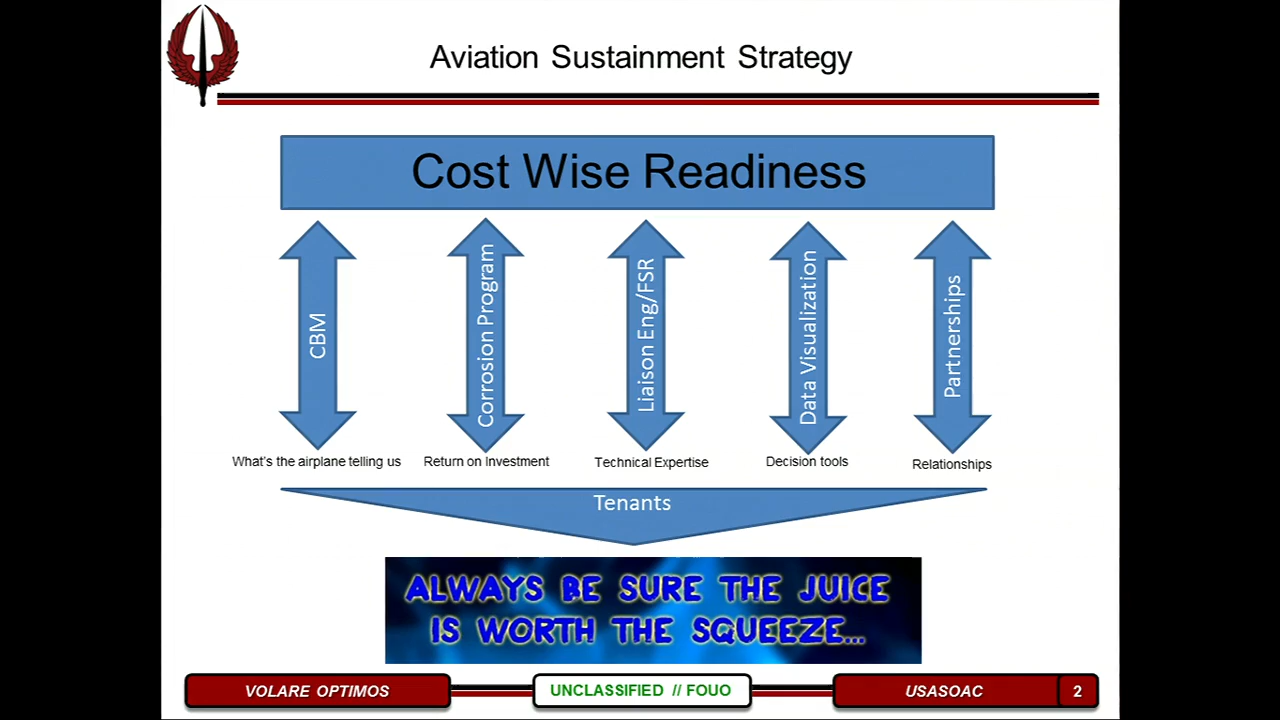 Aviation Sustainment Strategy
Cost Wise Readiness
CBM
Corrosion Program
Liaison Eng/FSR
Data Visualization
Partnerships
What's the airplane telling us
Return on Investment
Technical Expertise
Decision tools
Relationships
Tenants
ALWAYS BE SURE THE JUICE
IS WORTH THE SQUEEZE...
VOLARE OPTIMOS
UNCLASSIFIED // FOUO
USASOAC
2